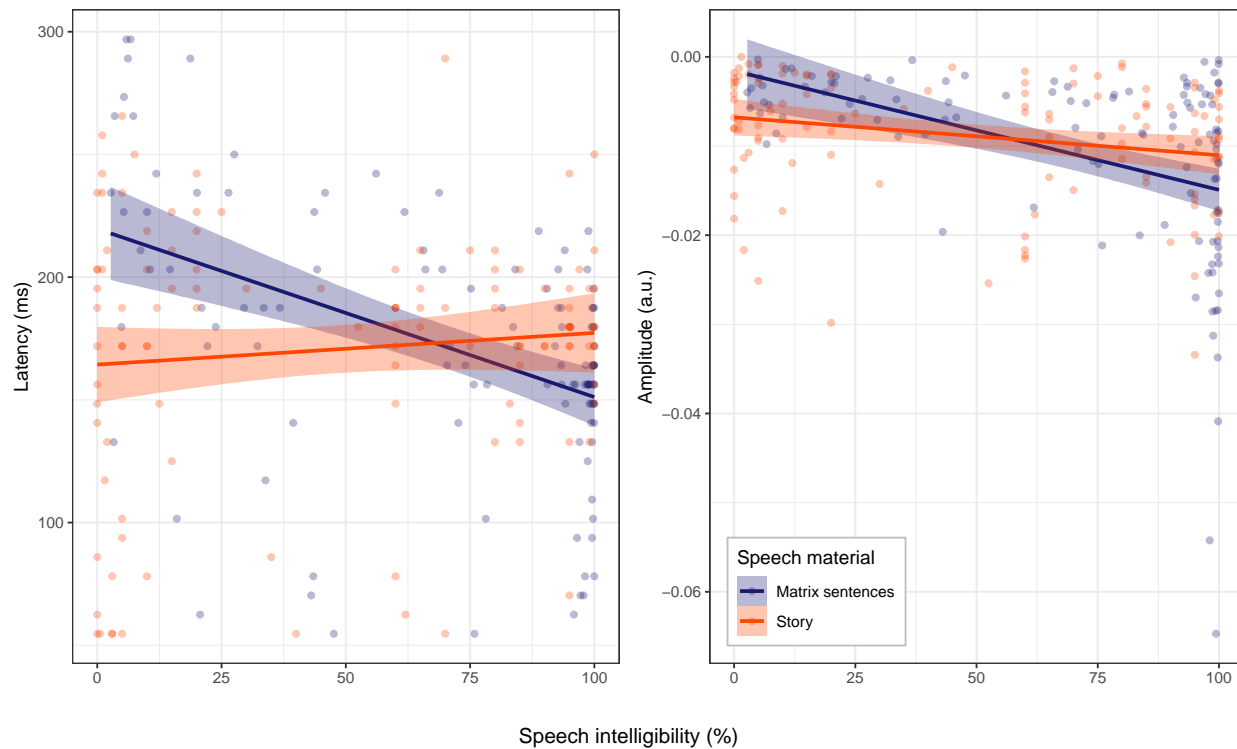 Latency (ms)
300
200
100
0
25
50
75
100
Amplitude (a.u.)
0.00
−0.02
−0.04
−0.06
0
25
50
75
100
Speech material
Matrix sentences
Story
Speech intelligibility (%)